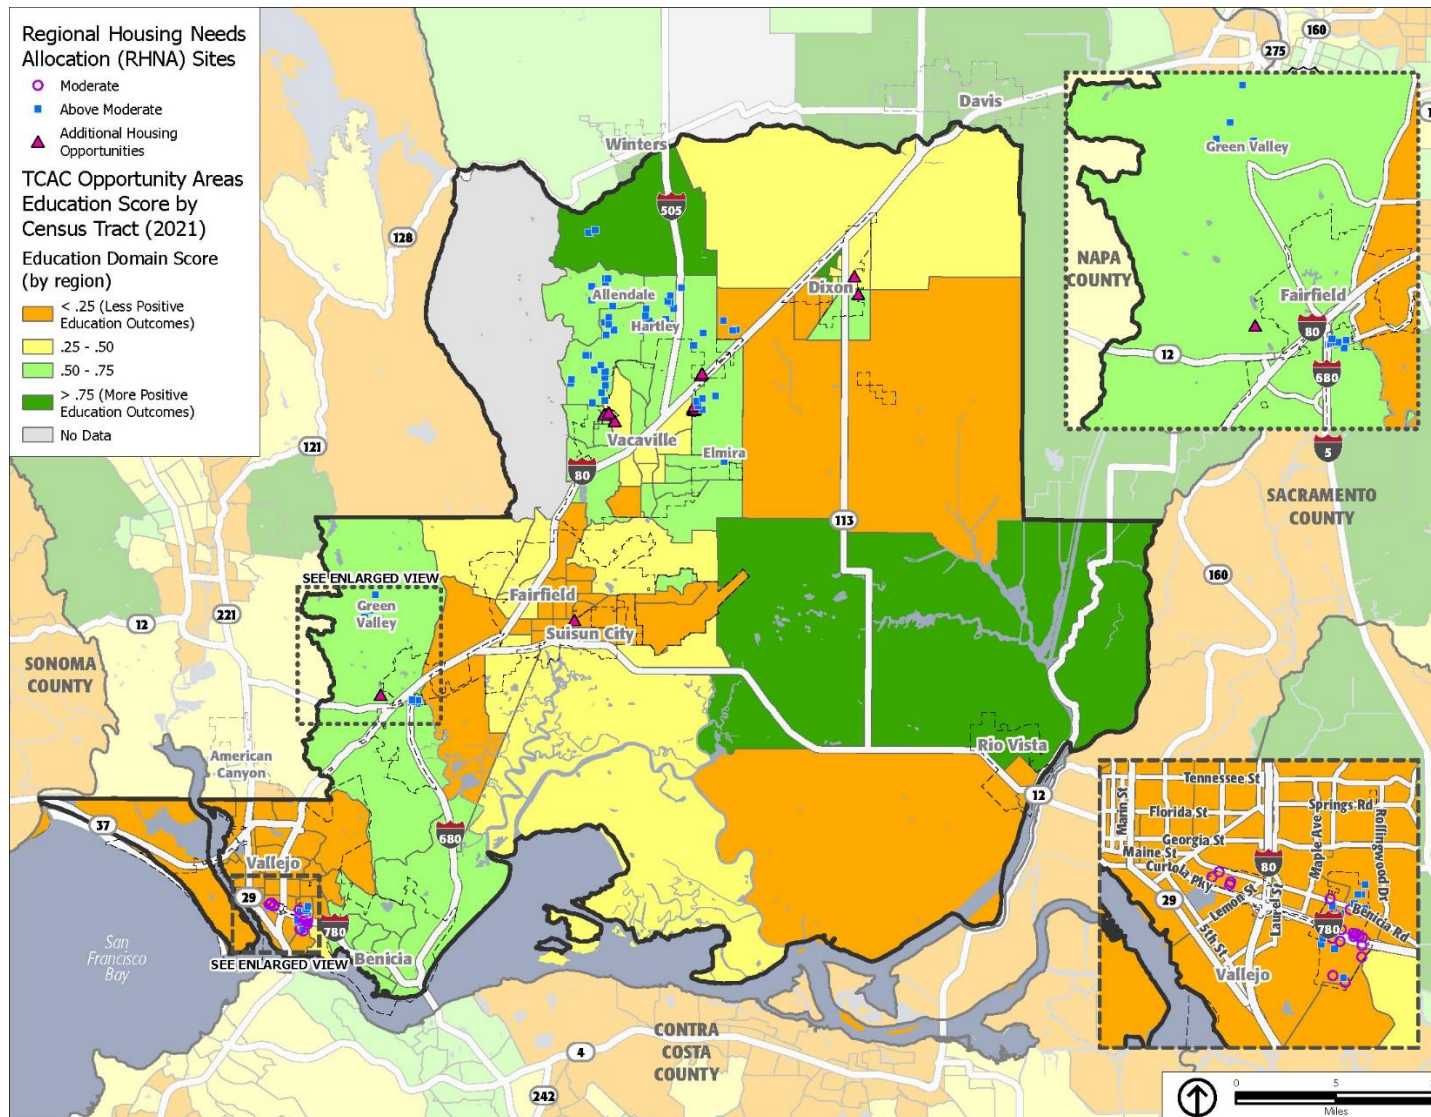 Regional Housing Needs
Allocation (RHNA) Sites
Moderate
Above Moderate
Additional Housing
Opportunities
TCAC Opportunity Areas
Education Score by
Census Tract (2021)
Education Domain Score
(by region)
< .25 (Less Positive
Education Outcomes)
.25 - .50
.50 - .75
> .75 (More Positive
Education Outcomes)
No Data
160
275
Davis
Winters
505
128
Allendale
Hartley
Dixon
Vacaville
Elmira
80
121
113
5
SACRAMENTO
COUNTY
160
SEE ENLARGED VIEW
Green
Valley
Fairfield
Suisun City
221
12
SONOMA
COUNTY
American
Canyon
Rio Vista
12
37
680
Vallejo
29
780
SEE ENLARGED VIEW
Benicia
San
Francisco
Bay
CONTRA
COSTA
COUNTY
4
242
Green Valley
NAPA
COUNTY
Fairfield
80
12
680
Tennessee St
Marin St
Florida St
Springs Rd
Georgia St
Maine St
Maple Ave
Rollingwood Dr
80
Curtola PKy
29
Lemon St
Laurel St
Benicia Rd
5th St
780
Vallejo
0
5
Miles